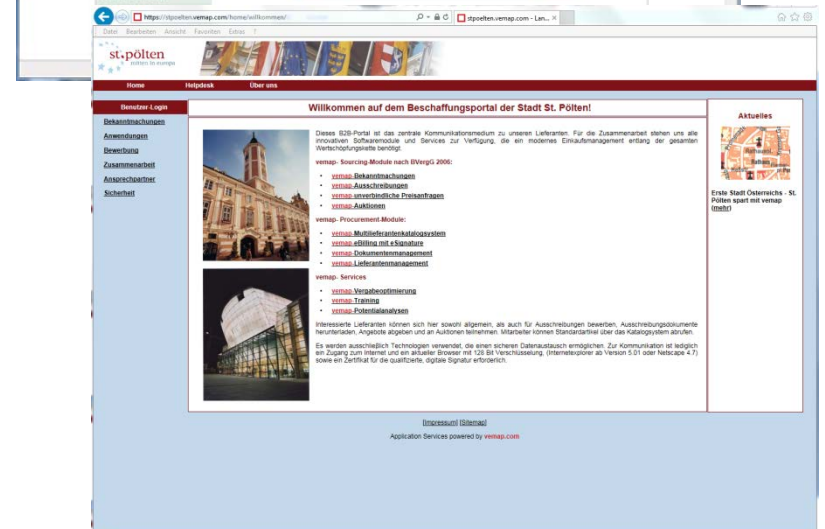 https://stpoelten.vemap.com/home/willkommen/
stpoelten.vemap.com - Lan...
Datei Bearbeiten Ansicht Favoriten Extras ?
st.pölten
mitten in europa
Home Helpdesk Über uns
Benutzer-Login
Bekanntmachungen
Anwendungen
Bewerbung
Zusammenarbeit
Ansprechpartner
Sicherheit
Willkommen auf dem Beschaffungsportal der Stadt St. Pölten!
Dieses B2B-Portal ist das zentrale Kommunikationsmedium zu unseren Lieferanten. Für die Zusammenarbeit stehen uns alle
innovativen Softwaremodule und Services zur Verfügung, die ein modernes Einkaufsmanagement entlang der gesamten
Wertschöpfungskette benötigt.
vemap- Sourcing-Module nach BVergG 2006:
• vemap-Bekanntmachungen
• vemap-Ausschreibungen
• vemap-unverbindliche Preisanfragen
• vemap-Auktionen
vemap- Procurement-Module:
• vemap-Multilieferantenkatalogsystem
• vemap-eBilling mit eSignature
• vemap-Dokumentenmanagement
• vemap-Lieferantenmanagement
vemap- Services
• vemap-Vergabeoptimierung
• vemap-Training
• vemap-Potentialanalysen
Interessierte Lieferanten können sich hier sowohl allgemein, als auch für Ausschreibungen bewerben, Ausschreibungsdokumente
herunterladen, Angebote abgeben und an Auktionen teilnehmen. Mitarbeiter können Standardartikel über das Katalogsystem abrufen.
Es werden ausschließlich Technologien verwendet, die einen sicheren Datenaustausch ermöglichen. Zur Kommunikation ist lediglich
ein Zugang zum Internet und ein aktueller Browser mit 128 Bit Verschlüsselung, (Internetexplorer ab Version 5.01 oder Netscape 4.7)
sowie ein Zertifikat für die qualifizierte, digitale Signatur erforderlich.
Aktuelles
Rathaus
Erste Stadt Österreichs - St.
Pölten spart mit vemap
(mehr)
[Impressum] [Sitemap]
Application Services powered by vemap.com